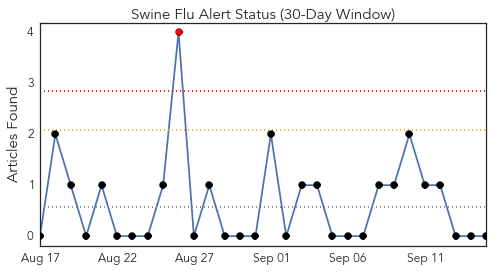 Swine Flu Alert Status (30-Day Window)
Articles Found
4
3
2
1
0
Aug 17 Aug 22 Aug 27 Sep 01 Sep 06 Sep 11